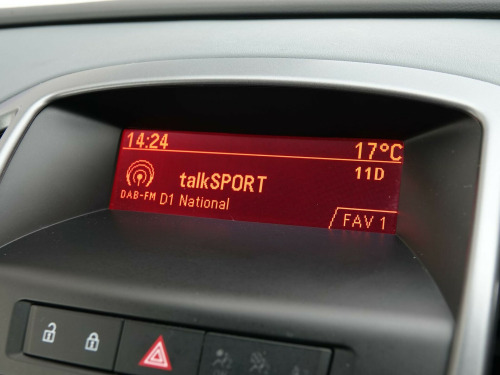 14:24 17°C
11D
talkSPORT
DAB-FM D1 National
FAV 1